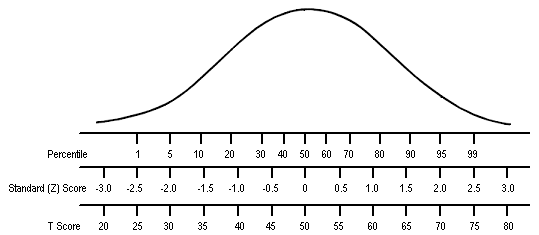 Percentile 1 5 10 20 30 40 50 60 70 80 90 95 99
Standard (Z) Score -3.0 -2.5 -2.0 -1.5 -1.0 -0.5 0 0.5 1.0 1.5 2.0 2.5 3.0
T Score 20 25 30 35 40 45 50 55 60 65 70 75 80